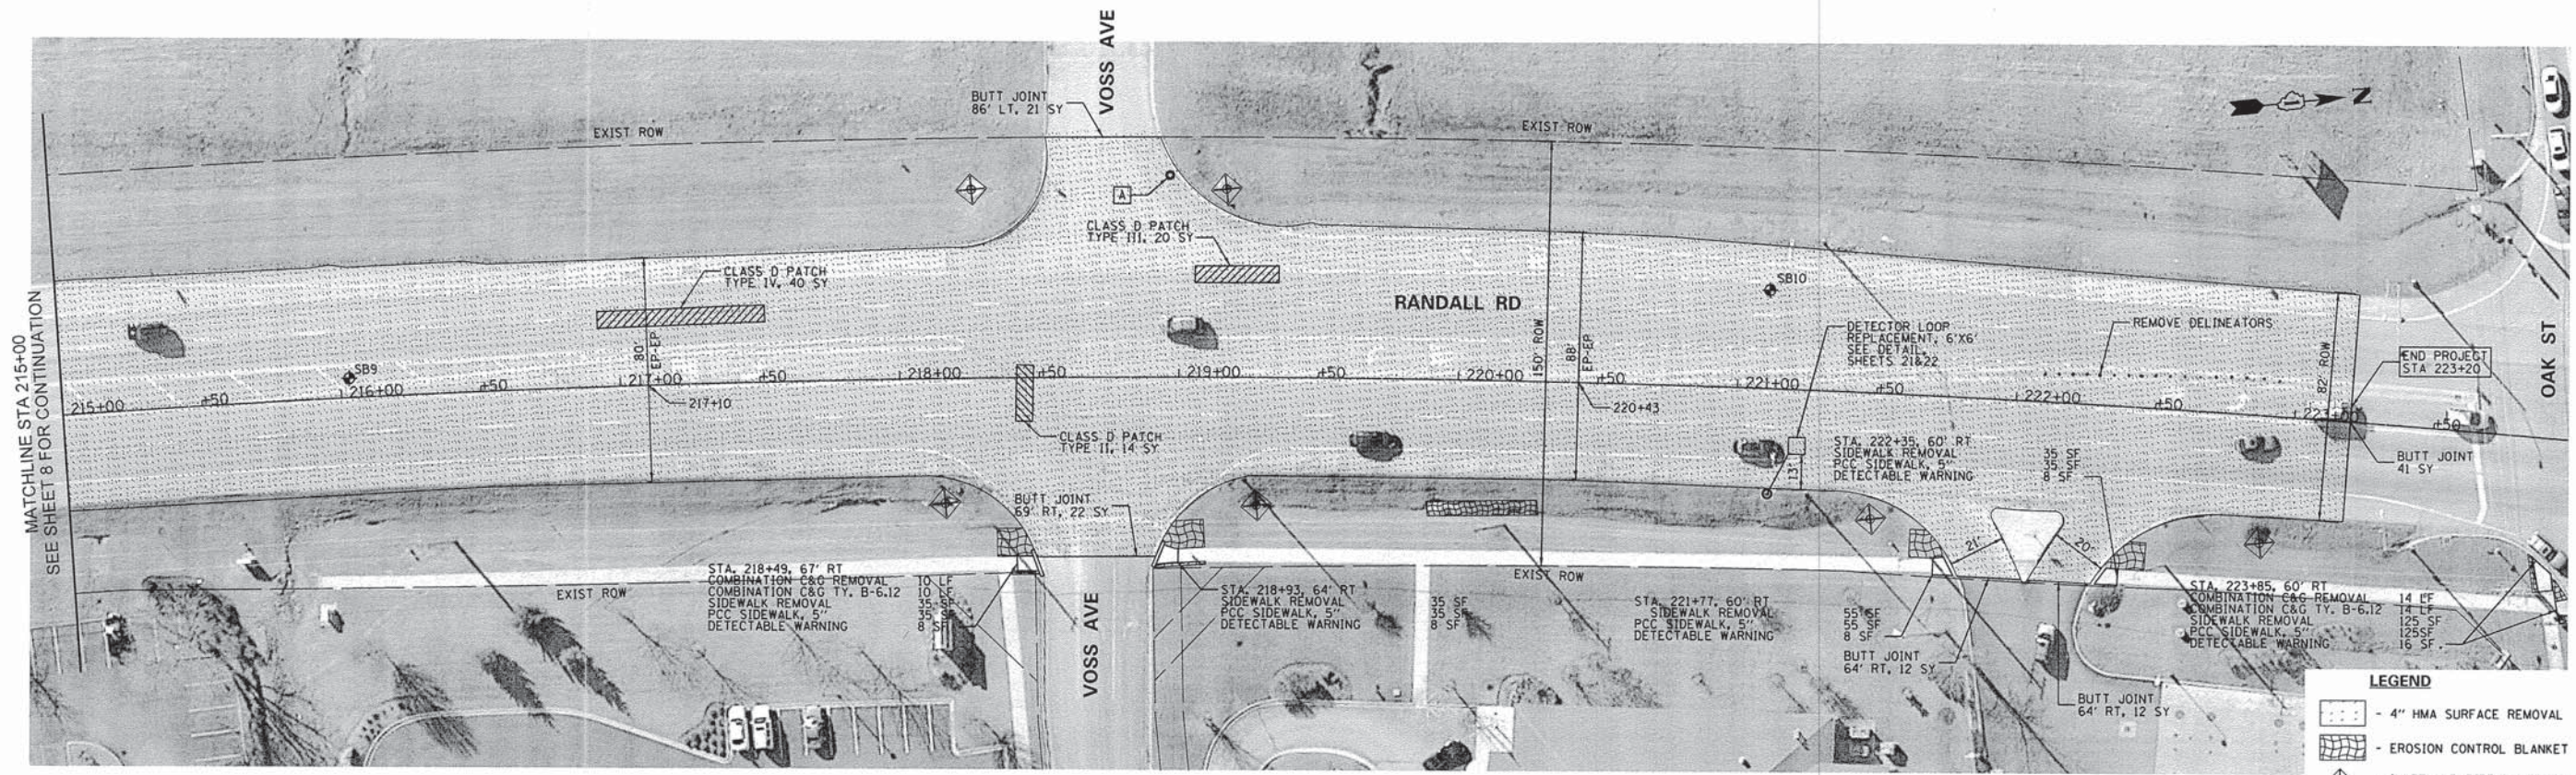 VOSS AVE
BUTT JOINT
86' LT, 21 SY
EXIST ROW
EXIST ROW
N
A
CLASS D PATCH
TYPE III, 20 SY
CLASS D PATCH
TYPE IV, 40 SY
RANDALL RD
SB10
DETECTOR LOOP
REPLACEMENT, 6'X6'
SEE DETAIL,
SHEETS 21&22
REMOVE DELINEATORS
END PROJECT
STA 223+20
OAK ST
MATCHLINE STA 215+00
SEE SHEET 8 FOR CONTINUATION
80'
EP-EP
150' ROW
88'
EP-EP
82' ROW
SB9
215+00
+50
216+00
+50
217+00
+50
218+00
+50
219+00
+50
220+00
+50
221+00
+50
222+00
+50
223+00
+50
217+10
220+43
CLASS D PATCH
TYPE II, 14 SY
13'
STA. 222+35, 60' RT
SIDEWALK REMOVAL 35 SF
PCC SIDEWALK, 5" 35 SF
DETECTABLE WARNING 8 SF
BUTT JOINT
41 SY
BUTT JOINT
69' RT, 22 SY
21'
20'
EXIST ROW
EXIST ROW
STA. 218+49, 67' RT
COMBINATION C&G REMOVAL 10 LF
COMBINATION C&G TY. B-6.12 10 LF
SIDEWALK REMOVAL 35 SF
PCC SIDEWALK, 5" 35 SF
DETECTABLE WARNING 8 SF
VOSS AVE
STA. 218+93, 64' RT
SIDEWALK REMOVAL 35 SF
PCC SIDEWALK, 5" 35 SF
DETECTABLE WARNING 8 SF
STA. 221+77, 60' RT
SIDEWALK REMOVAL 55 SF
PCC SIDEWALK, 5" 55 SF
DETECTABLE WARNING 8 SF
BUTT JOINT
64' RT, 12 SY
STA. 223+85, 60' RT
COMBINATION C&G REMOVAL 14 LF
COMBINATION C&G TY. B-6.12 14 LF
SIDEWALK REMOVAL 125 SF
PCC SIDEWALK, 5" 125SF
DETECTABLE WARNING 16 SF.
BUTT JOINT
64' RT, 12 SY
LEGEND
- 4" HMA SURFACE REMOVAL
- EROSION CONTROL BLANKET